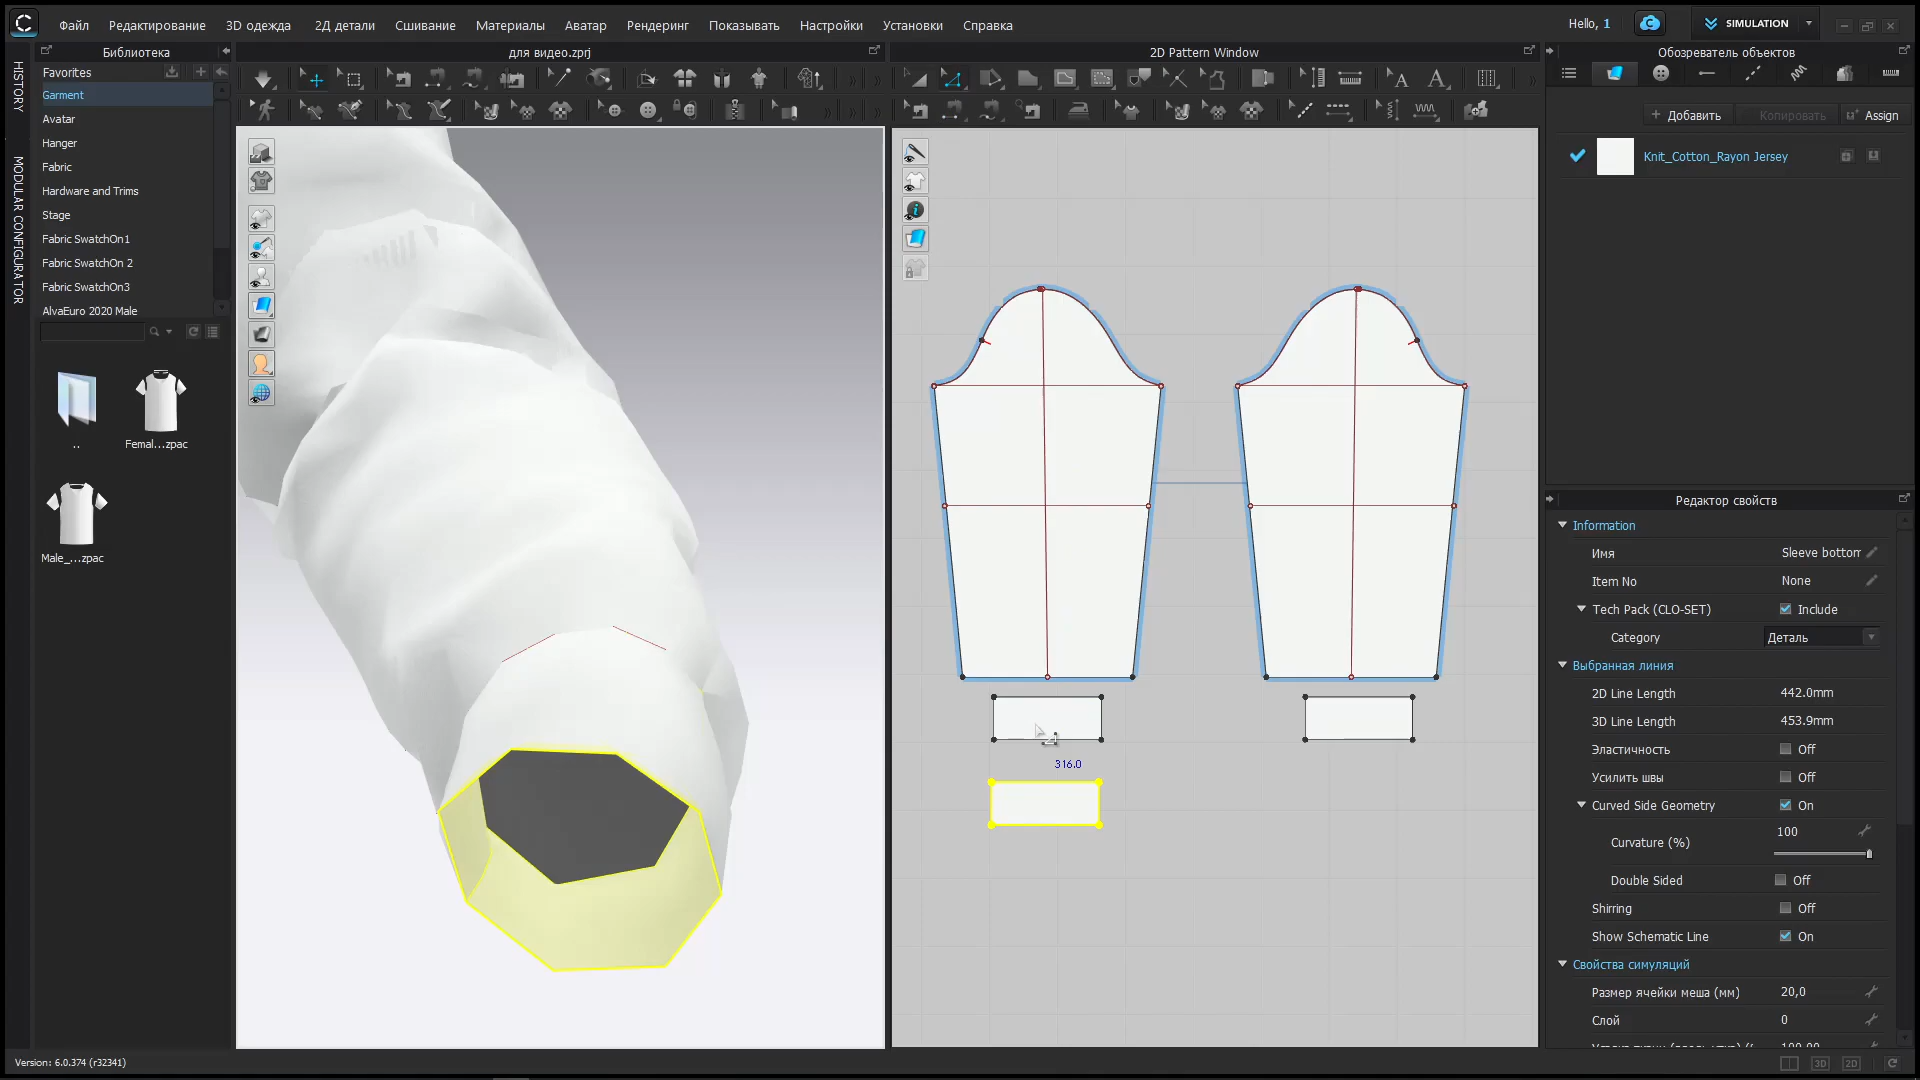 Файл Редактирование 3D одежда 2Д детали Сшивание Материалы Аватар Рендеринг Показывать Настройки Установки Справка
Hello, 1
SIMULATION
HISTORY
MODULAR CONFIGURATOR
Библиотека
Favorites
Garment
Avatar
Hanger
Fabric
Hardware and Trims
Stage
Fabric SwatchOn1
Fabric SwatchOn 2
Fabric SwatchOn3
AlvaEuro 2020 Male
..
Femal...zpac
Male_...zpac
для видео.zprj
2D Pattern Window
316.0
Обозреватель объектов
Добавить Копировать Assign
Knit_Cotton_Rayon Jersey
Редактор свойств
Information
Имя Sleeve bottom
Item No None
Tech Pack (CLO-SET) Include
Category Деталь
Выбранная линия
2D Line Length 442.0mm
3D Line Length 453.9mm
Эластичность Off
Усилить швы Off
Curved Side Geometry On
Curvature (%) 100
Double Sided Off
Shirring Off
Show Schematic Line On
Свойства симуляций
Размер ячейки меша (мм) 20,0
Слой 0
Version: 6.0.374 (r32341)
3D 2D